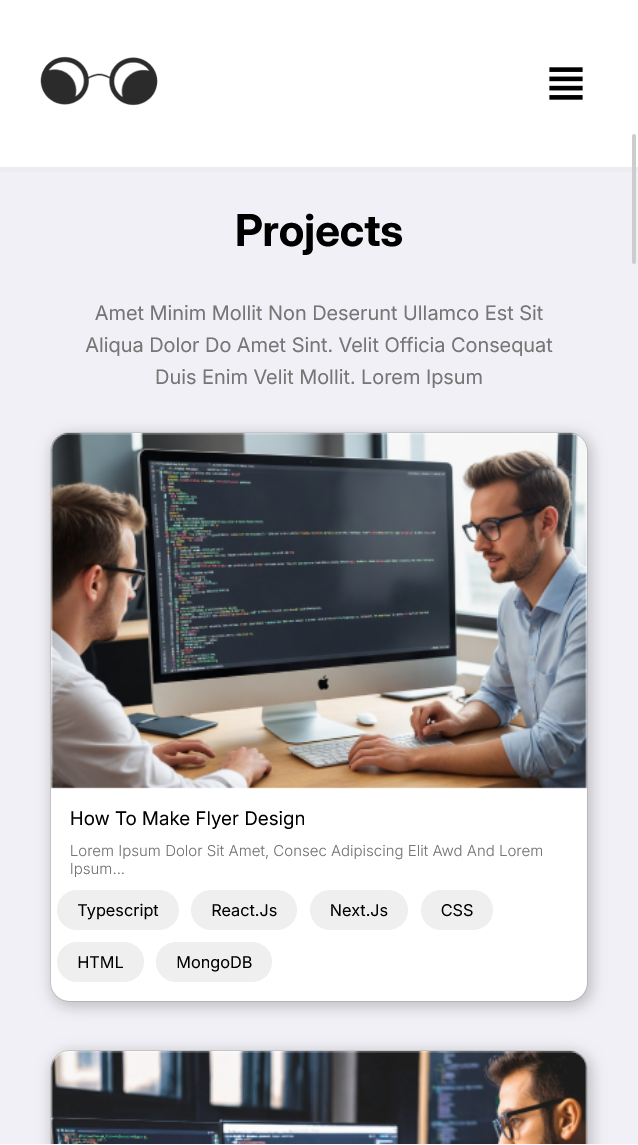 Projects
Amet Minim Mollit Non Deserunt Ullamco Est Sit
Aliqua Dolor Do Amet Sint. Velit Officia Consequat
Duis Enim Velit Mollit. Lorem Ipsum
How To Make Flyer Design
Lorem Ipsum Dolor Sit Amet, Consec Adipiscing Elit Awd And Lorem
Ipsum...
Typescript React.Js Next.Js CSS
HTML MongoDB